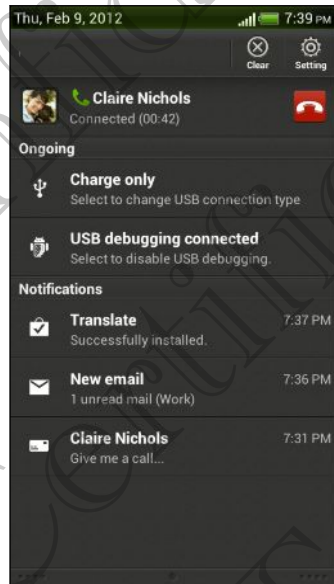 Thu, Feb 9, 2012 7:39 PM
Clear Setting
Claire Nichols
Connected (00:42)
Ongoing
Charge only
Select to change USB connection type
USB debugging connected
Select to disable USB debugging.
Notifications
Translate 7:37 PM
Successfully installed.
New email 7:36 PM
1 unread mail (Work)
Claire Nichols 7:31 PM
Give me a call...